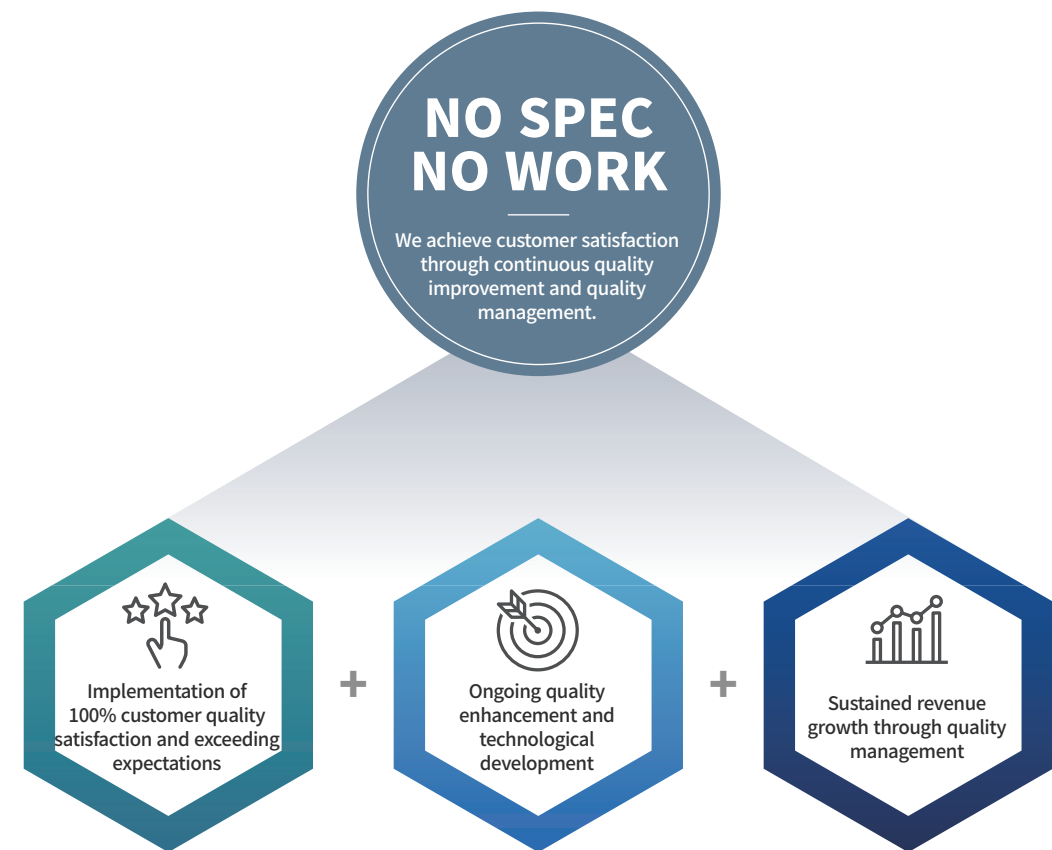 NO SPEC
NO WORK
We achieve customer satisfaction
through continuous quality
improvement and quality
management.
Implementation of
100% customer quality
satisfaction and exceeding
expectations
+
Ongoing quality
enhancement and
technological
development
+
Sustained revenue
growth through quality
management